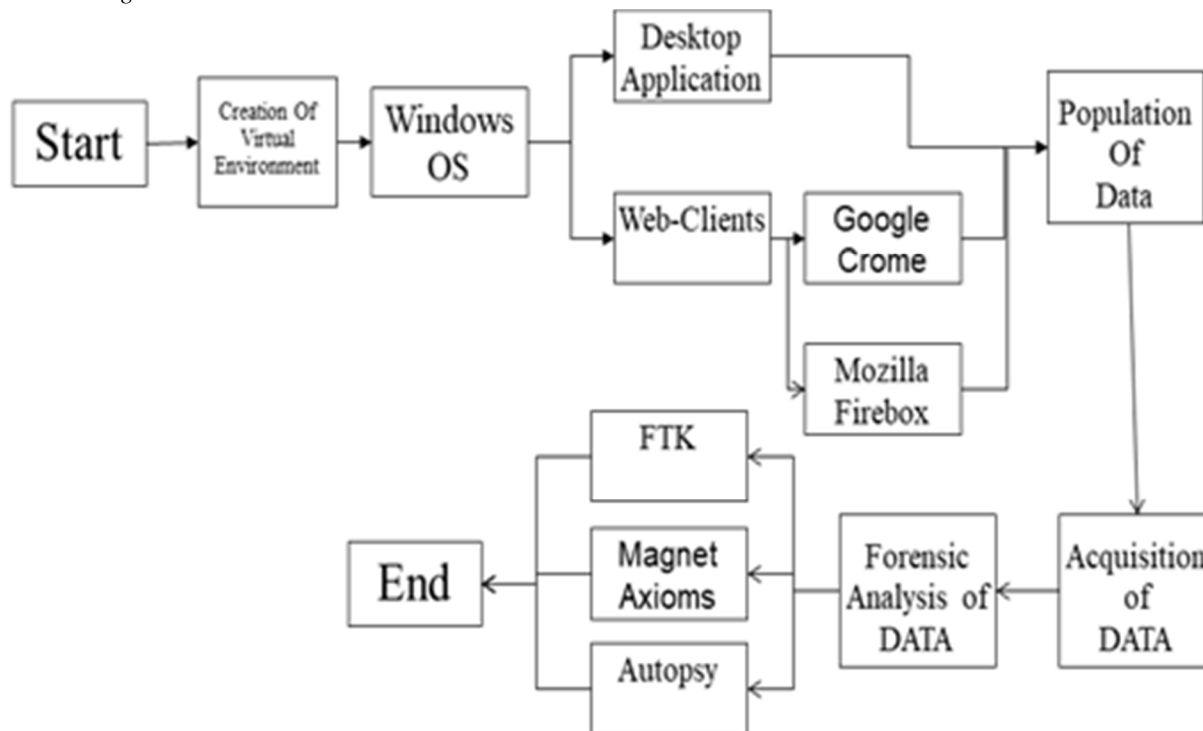 Start
Creation Of
Virtual
Environment
Windows
OS
Desktop
Application
Web-Clients
Google
Crome
Mozilla
Firebox
Population
Of
Data
Acquisition
of
DATA
Forensic
Analysis of
DATA
FTK
Magnet
Axioms
Autopsy
End